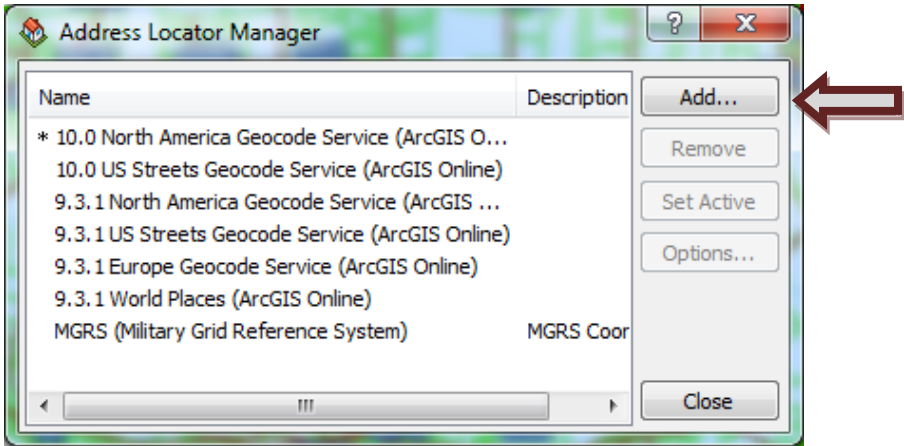 Address Locator Manager
Name Description
* 10.0 North America Geocode Service (ArcGIS O...
10.0 US Streets Geocode Service (ArcGIS Online)
9.3.1 North America Geocode Service (ArcGIS ...
9.3.1 US Streets Geocode Service (ArcGIS Online)
9.3.1 Europe Geocode Service (ArcGIS Online)
9.3.1 World Places (ArcGIS Online)
MGRS (Military Grid Reference System) MGRS Coor
Add...
Remove
Set Active
Options...
Close